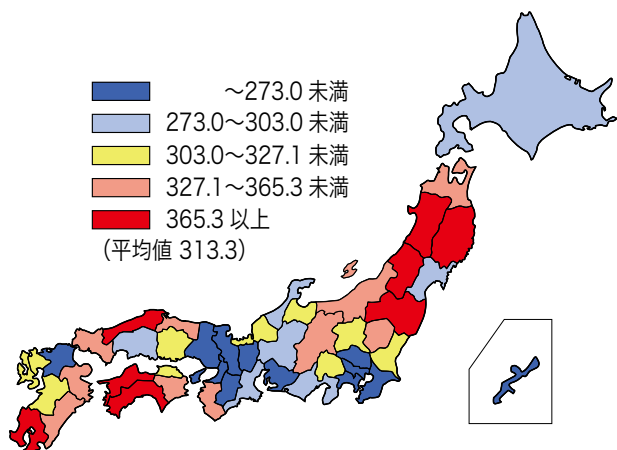 ～273.0 未満
273.0～303.0 未満
303.0～327.1 未満
327.1～365.3 未満
365.3 以上
(平均値 313.3)